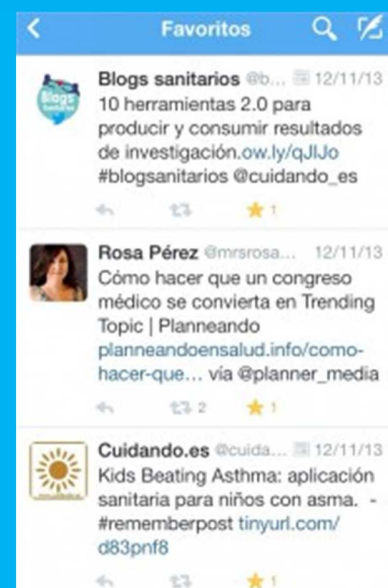 Favoritos
Blogs sanitarios @b... 12/11/13
10 herramientas 2.0 para
producir y consumir resultados
de investigación.ow.ly/qJIJo
#blogsanitarios @cuidando_es
1
Rosa Pérez @mrsrosa... 12/11/13
Cómo hacer que un congreso
médico se convierta en Trending
Topic | Planneando
planneandoensalud.info/como-
hacer-que... vía @planner_media
2 1
Cuidando.es @cuida... 12/11/13
Kids Beating Asthma: aplicación
sanitaria para niños con asma. -
#rememberpost tinyurl.com/
d83pnf8
1